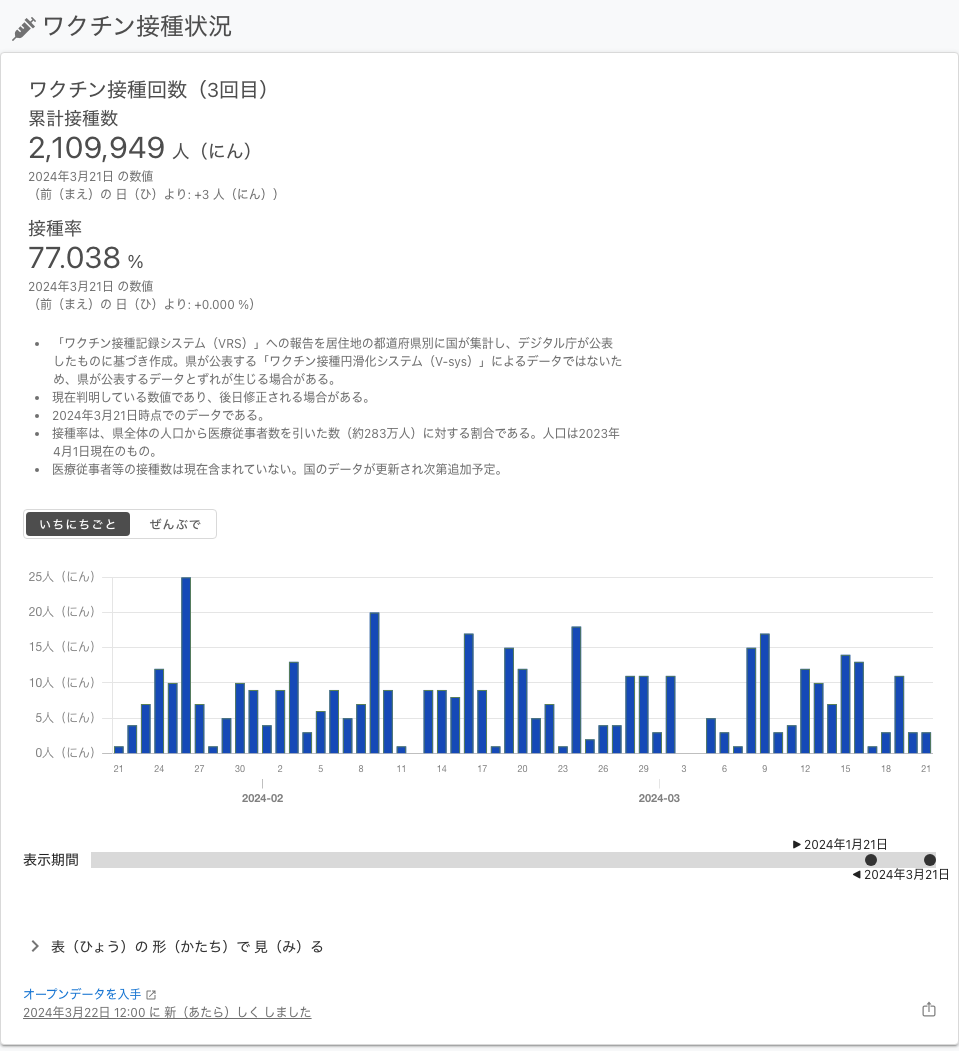 ワクチン接種状況
ワクチン接種回数（3回目）
累計接種数
2,109,949 人（にん）
2024年3月21日 の数値
（前（まえ）の 日（ひ）より: +3 人（にん））
接種率
77.038 %
2024年3月21日 の数値
（前（まえ）の 日（ひ）より: +0.000 %）
• 「ワクチン接種記録システム（VRS）」への報告を居住地の都道府県別に国が集計し、デジタル庁が公表
したものに基づき作成。県が公表する「ワクチン接種円滑化システム（V-sys）」によるデータではないた
め、県が公表するデータとずれが生じる場合がある。
• 現在判明している数値であり、後日修正される場合がある。
• 2024年3月21日時点でのデータである。
• 接種率は、県全体の人口から医療従事者数を引いた数（約283万人）に対する割合である。人口は2023年
4月1日現在のもの。
• 医療従事者等の接種数は現在含まれていない。国のデータが更新され次第追加予定。
いちにちごと ぜんぶで
25人（にん）
20人（にん）
15人（にん）
10人（にん）
5人（にん）
0人（にん）
21 24 27 30 2 5 8 11 14 17 20 23 26 29 3 6 9 12 15 18 21
2024-02 2024-03
▶ 2024年1月21日
表示期間
◀ 2024年3月21日
表（ひょう）の 形（かたち）で 見（み）る
オープンデータを入手
2024年3月22日 12:00 に 新（あたら）しく しました